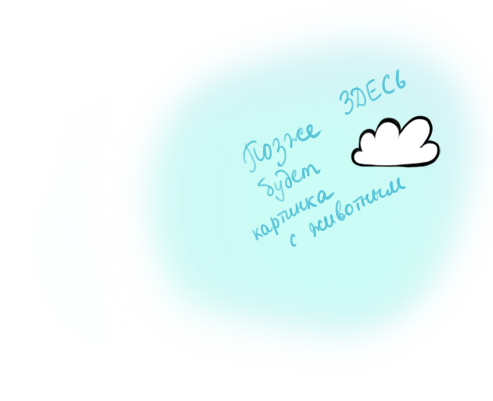 Позже ЗДЕСЬ
будет
картинка
с животным